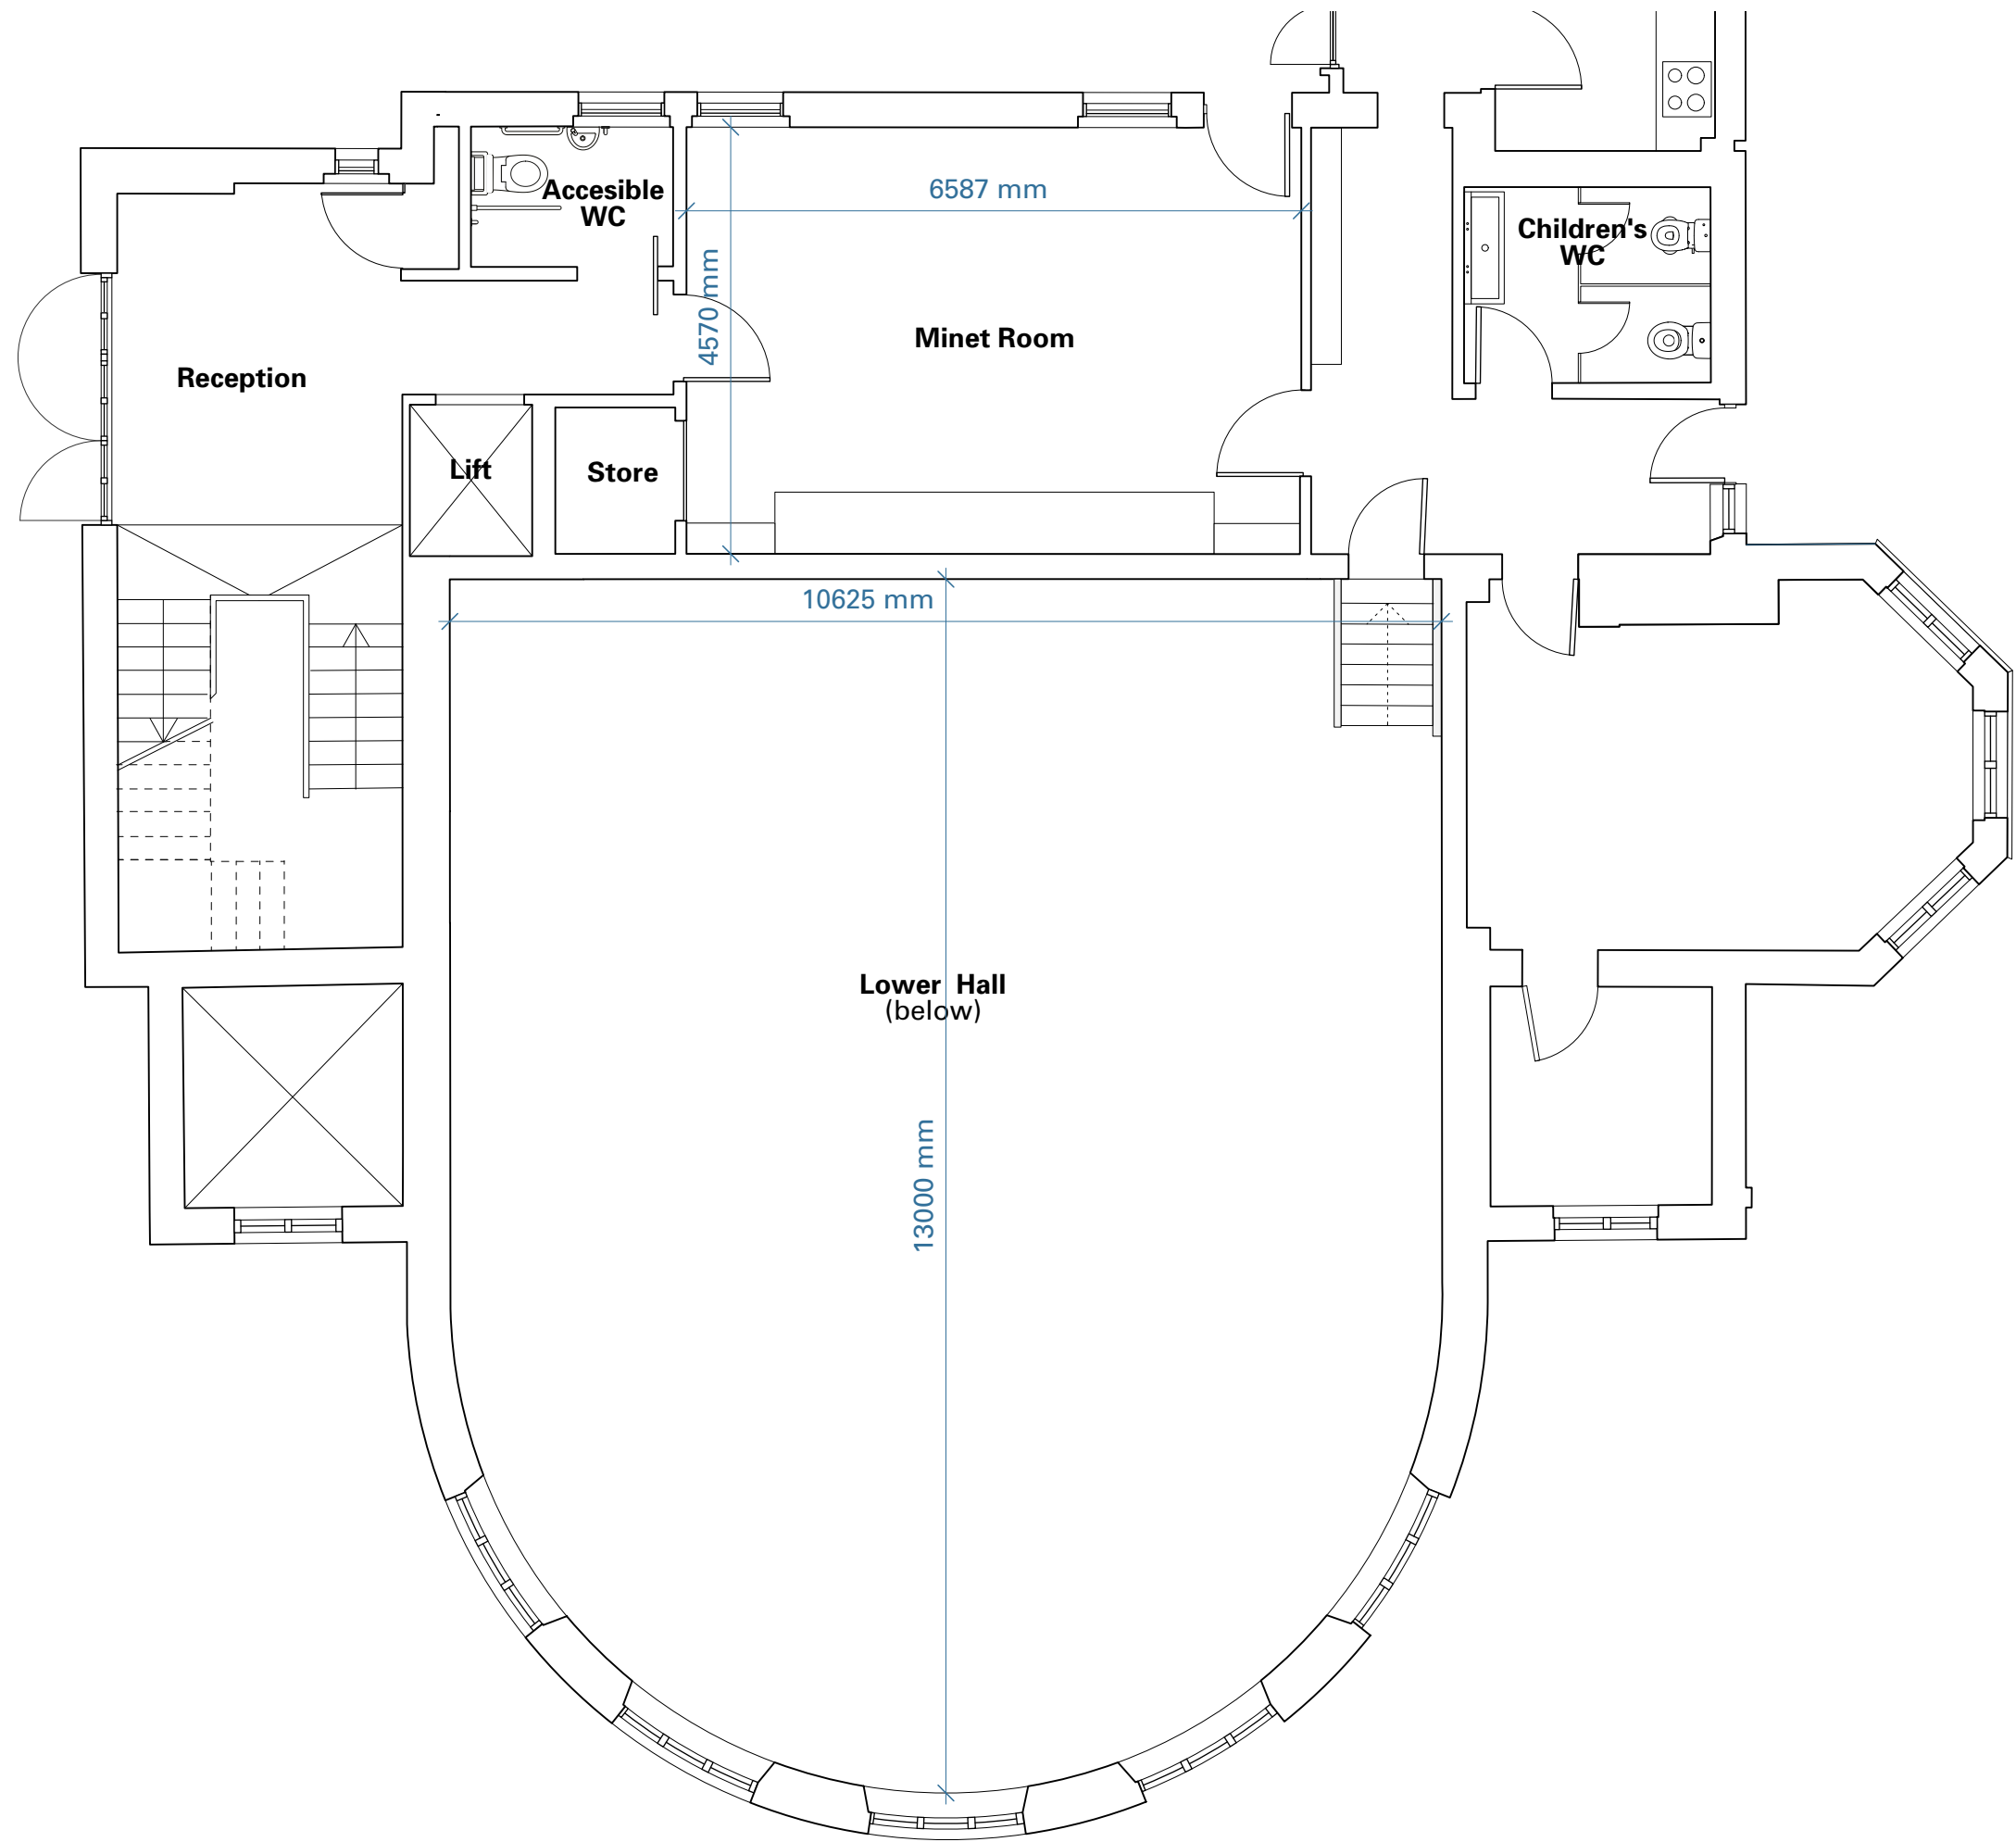 Accesible
WC
6587 mm
Children's
WC
4570 mm
Minet Room
Reception
Lift
Store
10625 mm
Lower Hall
(below)
13000 mm